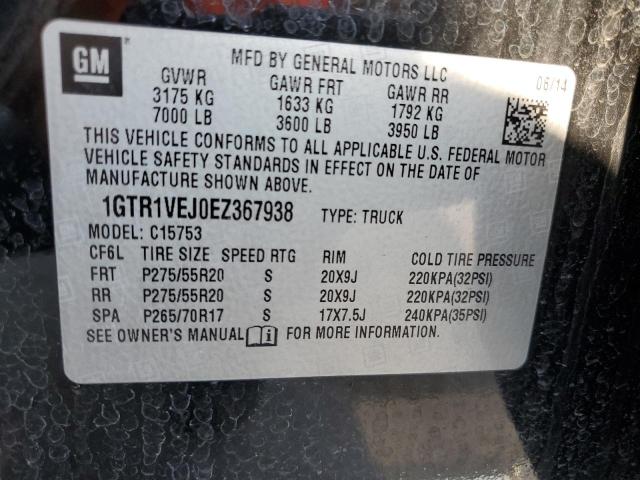 GM
MFD BY GENERAL MOTORS LLC
06/14
GVWR GAWR FRT GAWR RR
3175 KG 1633 KG 1792 KG
7000 LB 3600 LB 3950 LB
THIS VEHICLE CONFORMS TO ALL APPLICABLE U.S. FEDERAL MOTOR
VEHICLE SAFETY STANDARDS IN EFFECT ON THE DATE OF
MANUFACTURE SHOWN ABOVE.
1GTR1VEJ0EZ367938 TYPE: TRUCK
MODEL: C15753
CF6L TIRE SIZE SPEED RTG RIM COLD TIRE PRESSURE
FRT P275/55R20 S 20X9J 220KPA(32PSI)
RR P275/55R20 S 20X9J 220KPA(32PSI)
SPA P265/70R17 S 17X7.5J 240KPA(35PSI)
SEE OWNER'S MANUAL i FOR MORE INFORMATION.